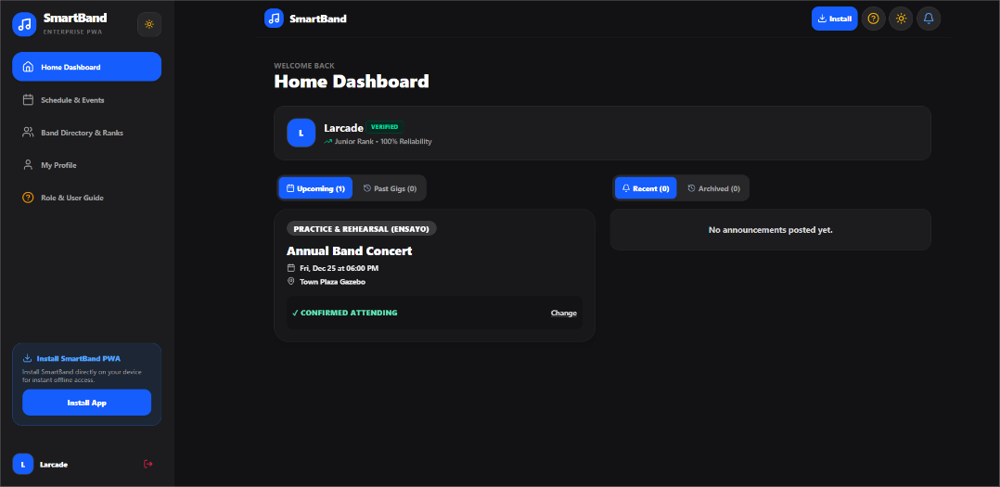 SmartBand
ENTERPRISE PWA
Home Dashboard
Schedule & Events
Band Directory & Ranks
My Profile
Role & User Guide
Install SmartBand PWA
Install SmartBand directly on your device
for instant offline access.
Install App
L Larcade
SmartBand
Install
WELCOME BACK
Home Dashboard
L
Larcade VERIFIED
Junior Rank • 100% Reliability
Upcoming (1) Past Gigs (0)
PRACTICE & REHEARSAL (ENSAYO)
Annual Band Concert
Fri, Dec 25 at 06:00 PM
Town Plaza Gazebo
✓ CONFIRMED ATTENDING Change
Recent (0) Archived (0)
No announcements posted yet.